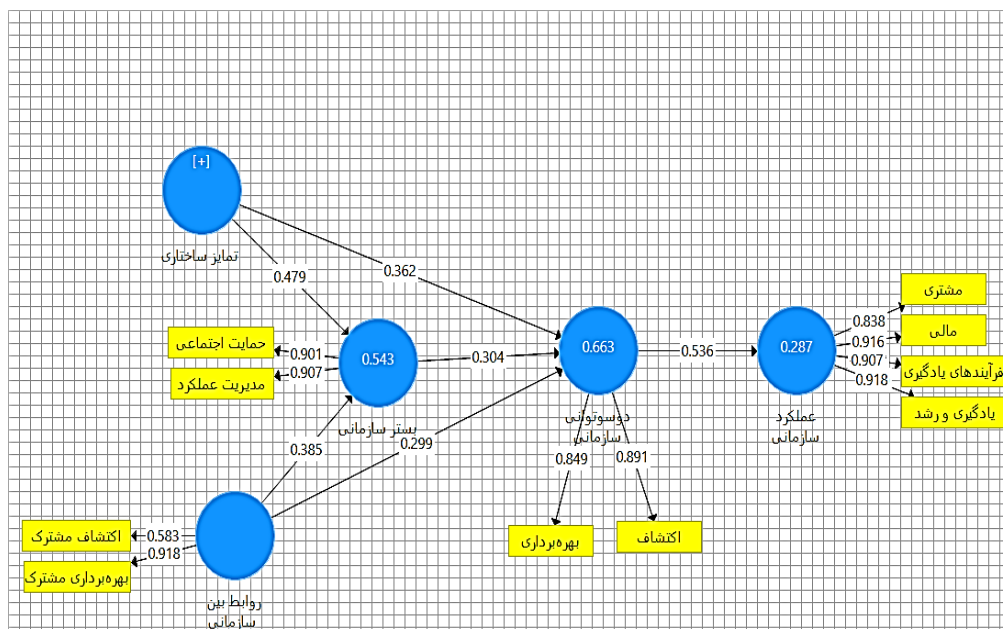 [+]
تمایز ساختاری
0.479
0.362
مشتری
0.838
مالی
0.916
فرآیندهای یادگیری
0.907
یادگیری و رشد
0.918
حمایت اجتماعی
0.901
مدیریت عملکرد
0.907
0.543
بستر سازمانی
0.304
0.663
دوسوتوانی
سازمانی
0.536
0.287
عملکرد
سازمانی
0.385
0.299
0.849
0.891
بهره‌برداری
اکتشاف
اکتشاف مشترک
0.583
بهره‌برداری مشترک
0.918
روابط بین
سازمانی